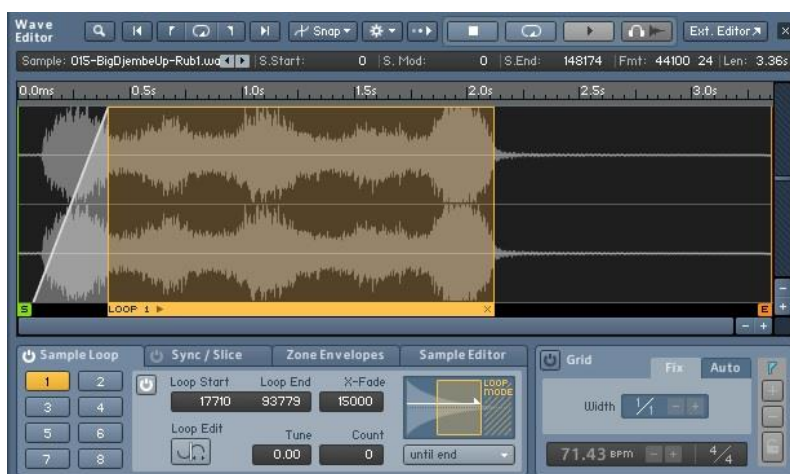 Wave Editor
Snap
Ext. Editor
Sample: 015-BigDjembeUp-Rub1.wa S.Start: 0 S. Mod: 0 S.End: 148174 Fmt: 44100 24 Len: 3.36s
0.0ms 0.5s 1.0s 1.5s 2.0s 2.5s 3.0s
S LOOP 1 E
Sample Loop Sync / Slice Zone Envelopes Sample Editor Grid Fix Auto
1 2 Loop Start Loop End X-Fade LOOP MODE
3 4 17710 93779 15000 Width 1/1
5 6 Loop Edit Tune Count
7 8 0.00 0 until end 71.43 BPM 4/4